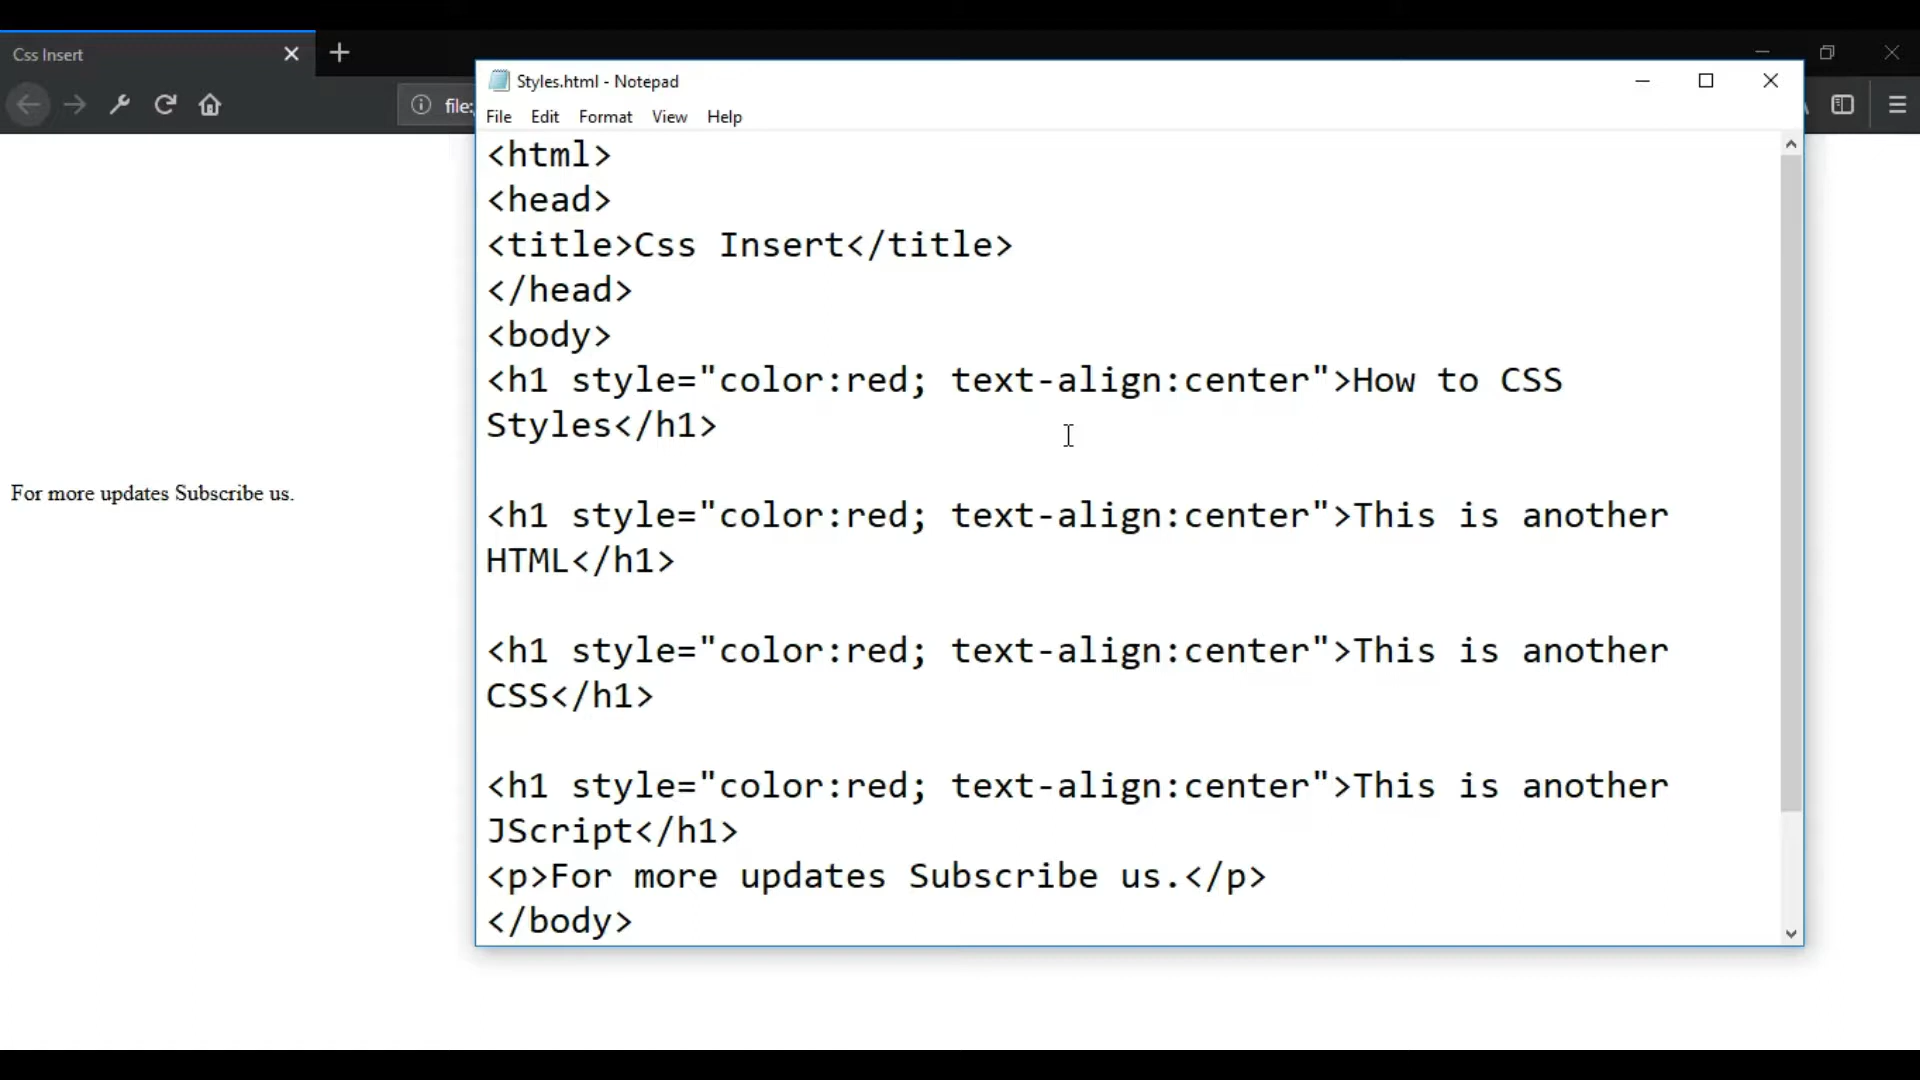 Css Insert
file:
Styles.html - Notepad
File Edit Format View Help
<html>
<head>
<title>Css Insert</title>
</head>
<body>
<h1 style="color:red; text-align:center">How to CSS
Styles</h1>
<h1 style="color:red; text-align:center">This is another
HTML</h1>
<h1 style="color:red; text-align:center">This is another
CSS</h1>
<h1 style="color:red; text-align:center">This is another
JScript</h1>
<p>For more updates Subscribe us.</p>
</body>
For more updates Subscribe us.